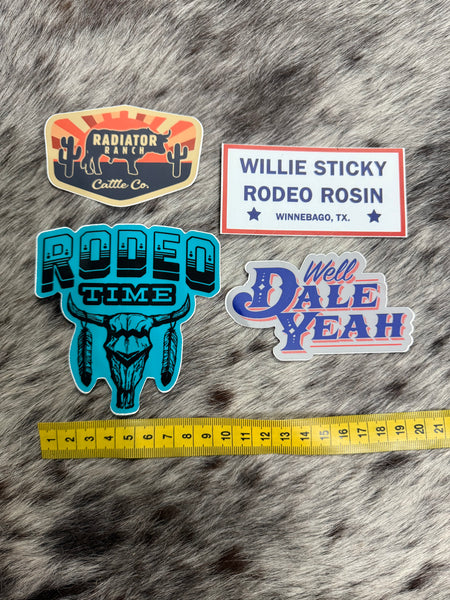 RADIATOR
RANCH
Cattle Co.
WILLIE STICKY
RODEO ROSIN
WINNEBAGO, TX.
RODEO
TIME
Well
DALE
YEAH
1 2 3 4 5 6 7 8 9 10 11 12 13 14 15 16 17 18 19 20 21